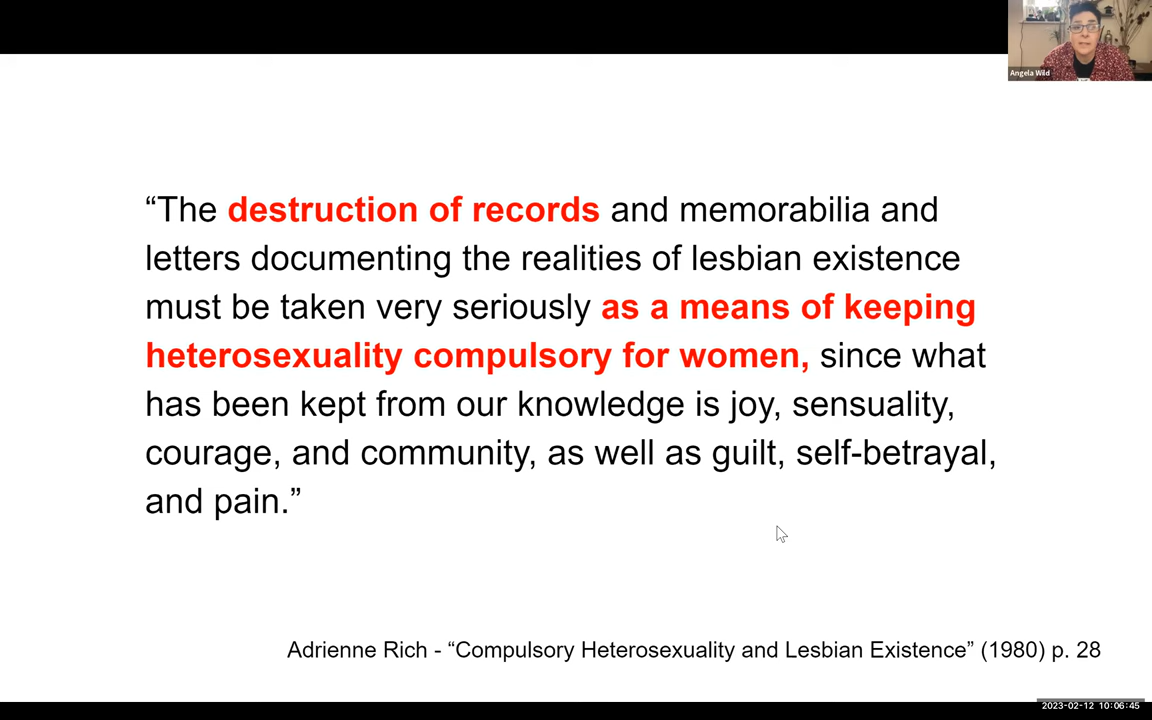 Angela Wild
“The destruction of records and memorabilia and
letters documenting the realities of lesbian existence
must be taken very seriously as a means of keeping
heterosexuality compulsory for women, since what
has been kept from our knowledge is joy, sensuality,
courage, and community, as well as guilt, self-betrayal,
and pain.”
Adrienne Rich - “Compulsory Heterosexuality and Lesbian Existence” (1980) p. 28
2023-02-12 10:06:45